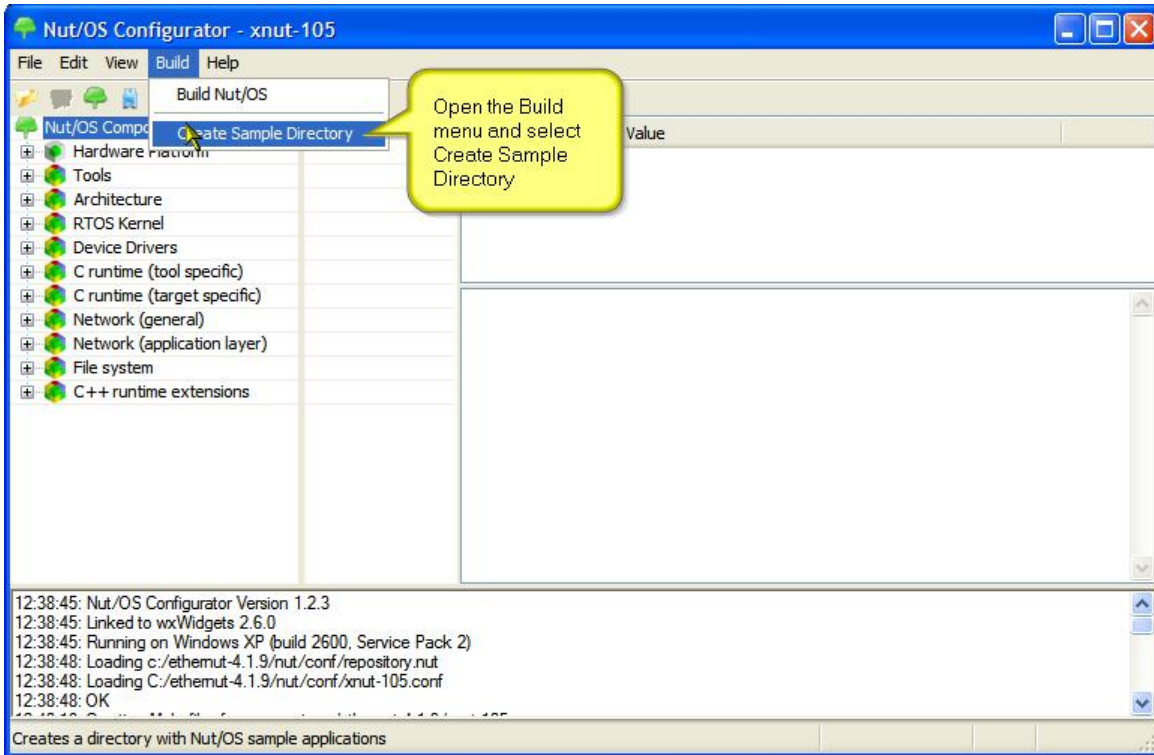 Nut/OS Configurator - xnut-105
File Edit View Build Help
Build Nut/OS
Create Sample Directory
Open the Build
menu and select
Create Sample
Directory
Nut/OS Compo
Value
Hardware Platform
Tools
Architecture
RTOS Kernel
Device Drivers
C runtime (tool specific)
C runtime (target specific)
Network (general)
Network (application layer)
File system
C++ runtime extensions
12:38:45: Nut/OS Configurator Version 1.2.3
12:38:45: Linked to wxWidgets 2.6.0
12:38:45: Running on Windows XP (build 2600, Service Pack 2)
12:38:48: Loading c:/ethernut-4.1.9/nut/conf/repository.nut
12:38:48: Loading C:/ethernut-4.1.9/nut/conf/xnut-105.conf
12:38:48: OK
Creates a directory with Nut/OS sample applications